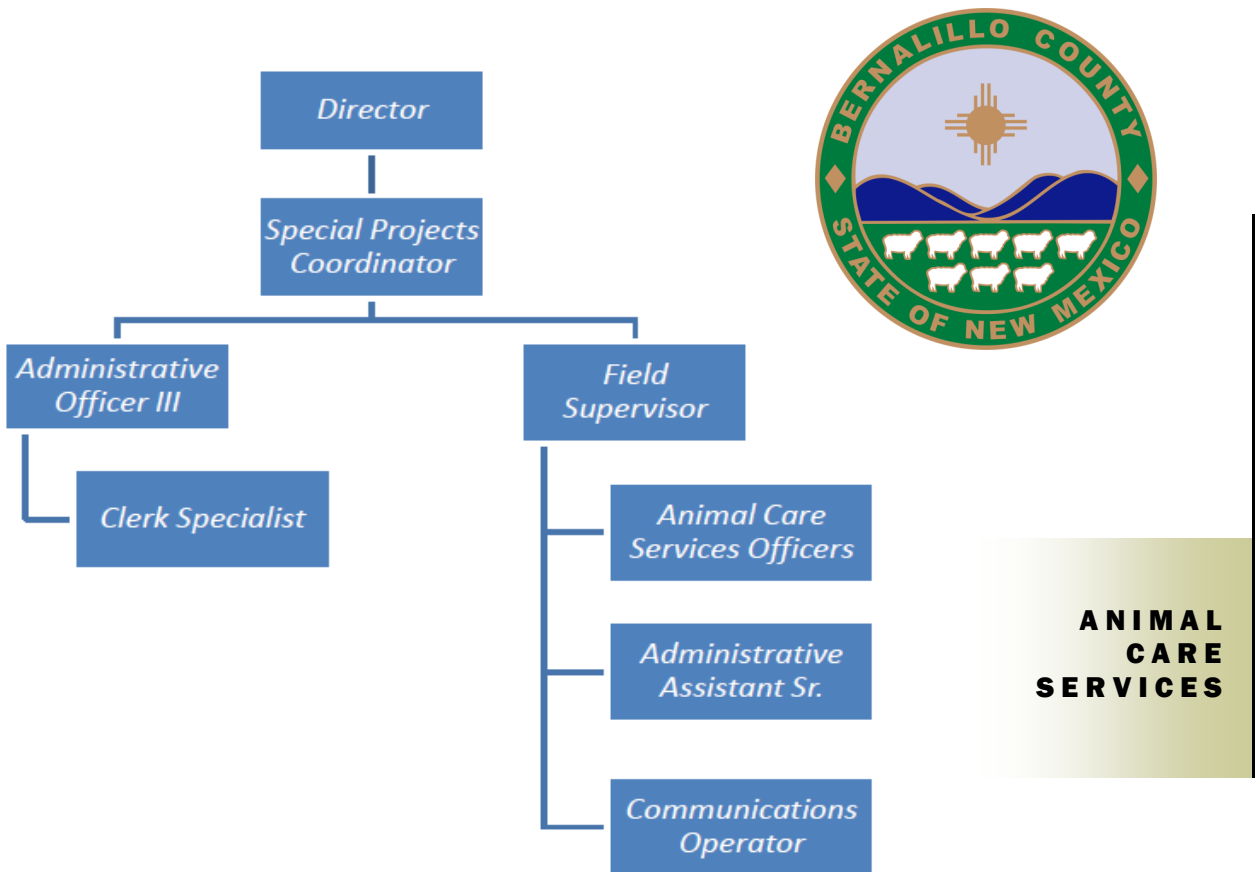 Director
Special Projects
Coordinator
Administrative
Officer III
Clerk Specialist
Field
Supervisor
Animal Care
Services Officers
Administrative
Assistant Sr.
Communications
Operator
BERNALILLO COUNTY
STATE OF NEW MEXICO
ANIMAL
CARE
SERVICES